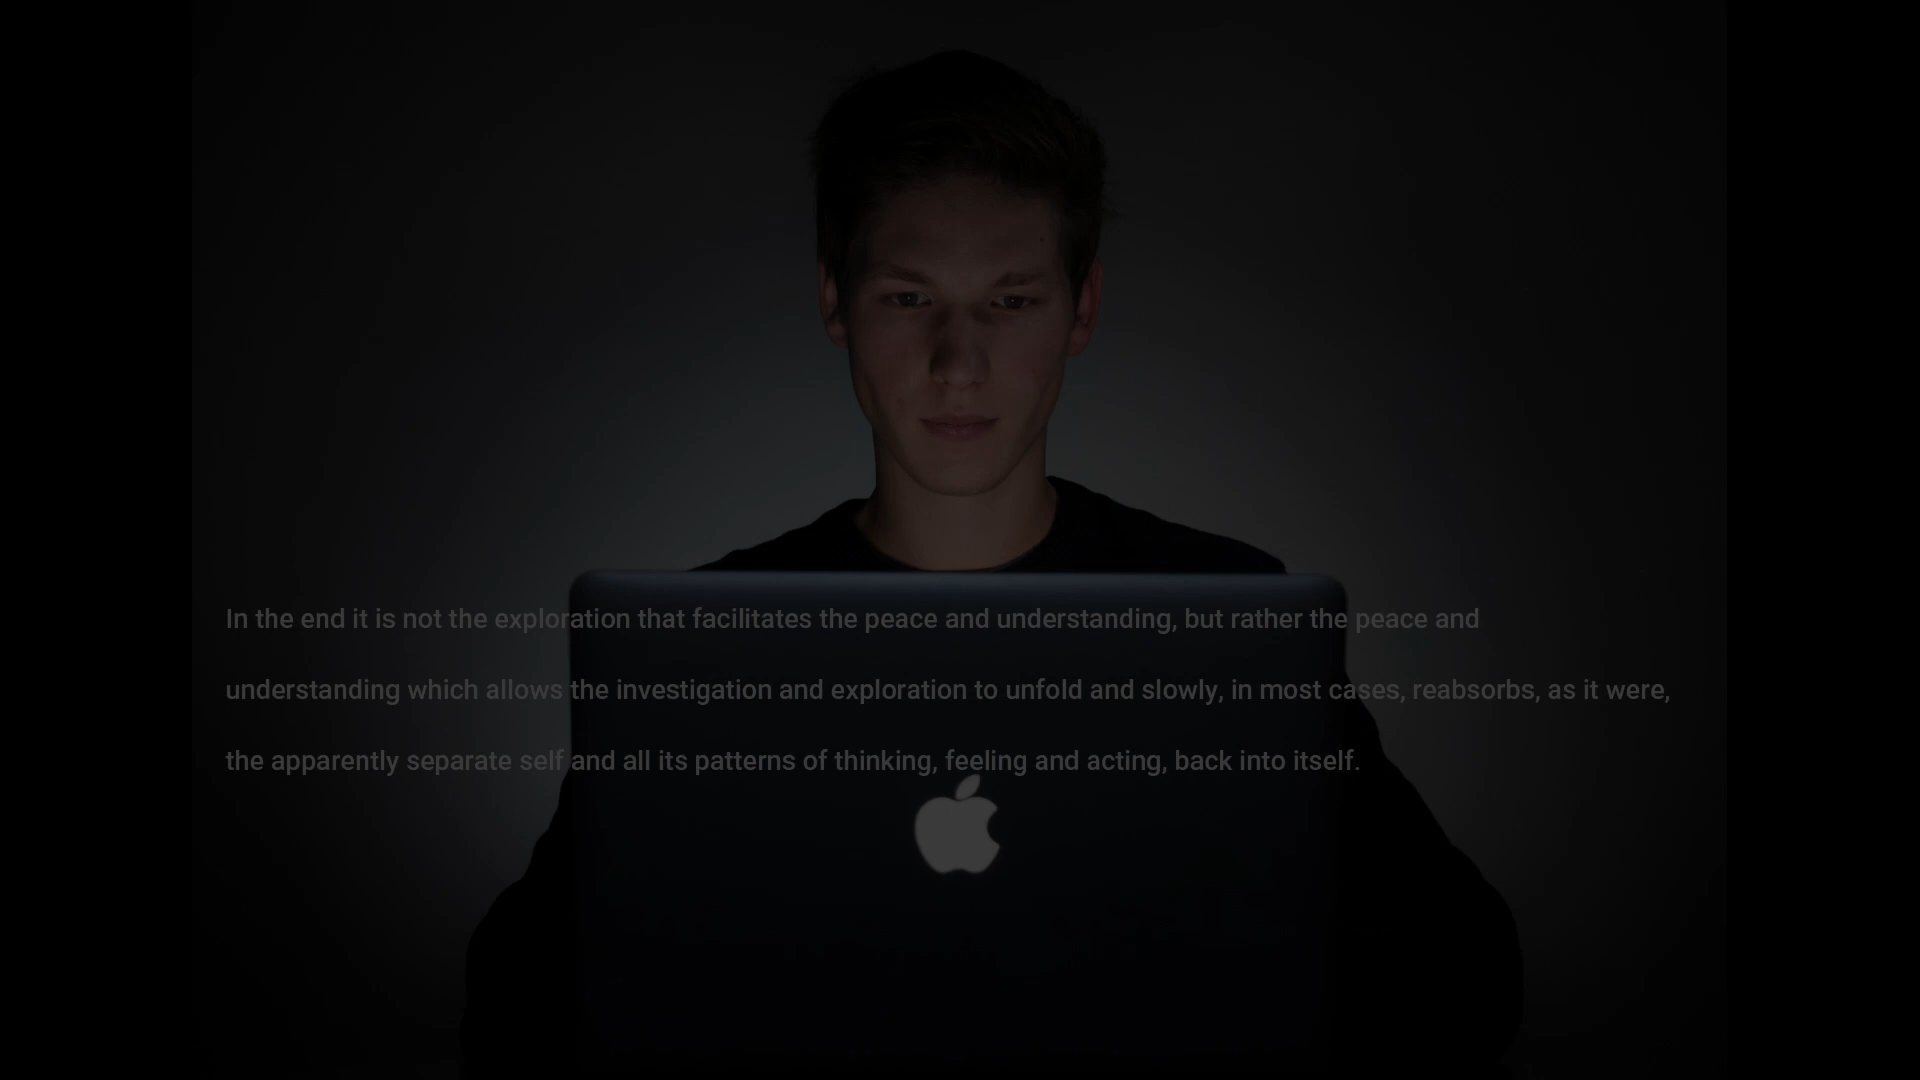 In the end it is not the exploration that facilitates the peace and understanding, but rather the peace and
understanding which allows the investigation and exploration to unfold and slowly, in most cases, reabsorbs, as it were,
the apparently separate self and all its patterns of thinking, feeling and acting, back into itself.